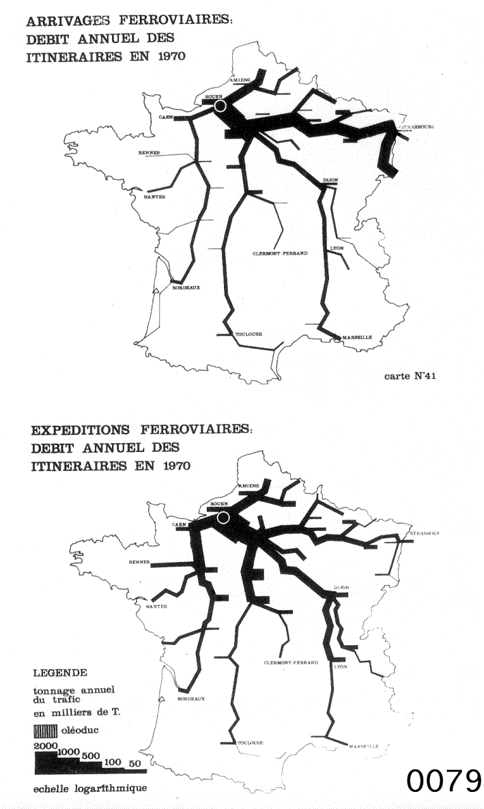 ARRIVAGES FERROVIAIRES:
DEBIT ANNUEL DES
ITINERAIRES EN 1970
AMIENS
ROUEN
CAEN
STRASBOURG
RENNES
DIJON
NANTES
CLERMONT-FERRAND
LYON
BORDEAUX
TOULOUSE
MARSEILLE
carte N°41
EXPEDITIONS FERROVIAIRES:
DEBIT ANNUEL DES
ITINERAIRES EN 1970
AMIENS
ROUEN
CAEN
STRASBOURG
RENNES
DIJON
NANTES
CLERMONT-FERRAND
LYON
BORDEAUX
TOULOUSE
MARSEILLE
LEGENDE
tonnage annuel
du trafic
en milliers de T.
oléoduc
2000 1000 500 100 50
echelle logarithmique
0079